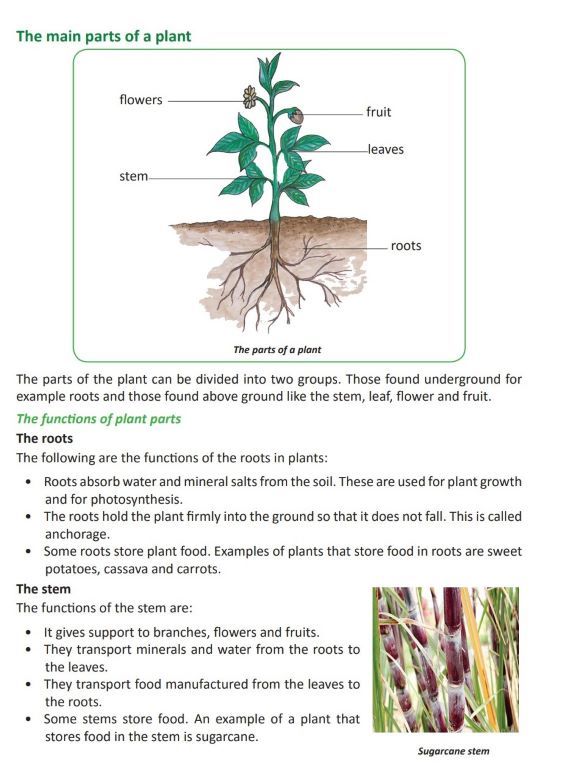 The main parts of a plant
flowers
fruit
leaves
stem
roots
The parts of a plant
The parts of the plant can be divided into two groups. Those found underground for
example roots and those found above ground like the stem, leaf, flower and fruit.
The functions of plant parts
The roots
The following are the functions of the roots in plants:
• Roots absorb water and mineral salts from the soil. These are used for plant growth
and for photosynthesis.
• The roots hold the plant firmly into the ground so that it does not fall. This is called
anchorage.
• Some roots store plant food. Examples of plants that store food in roots are sweet
potatoes, cassava and carrots.
The stem
The functions of the stem are:
• It gives support to branches, flowers and fruits.
• They transport minerals and water from the roots to
the leaves.
• They transport food manufactured from the leaves to
the roots.
• Some stems store food. An example of a plant that
stores food in the stem is sugarcane.
Sugarcane stem